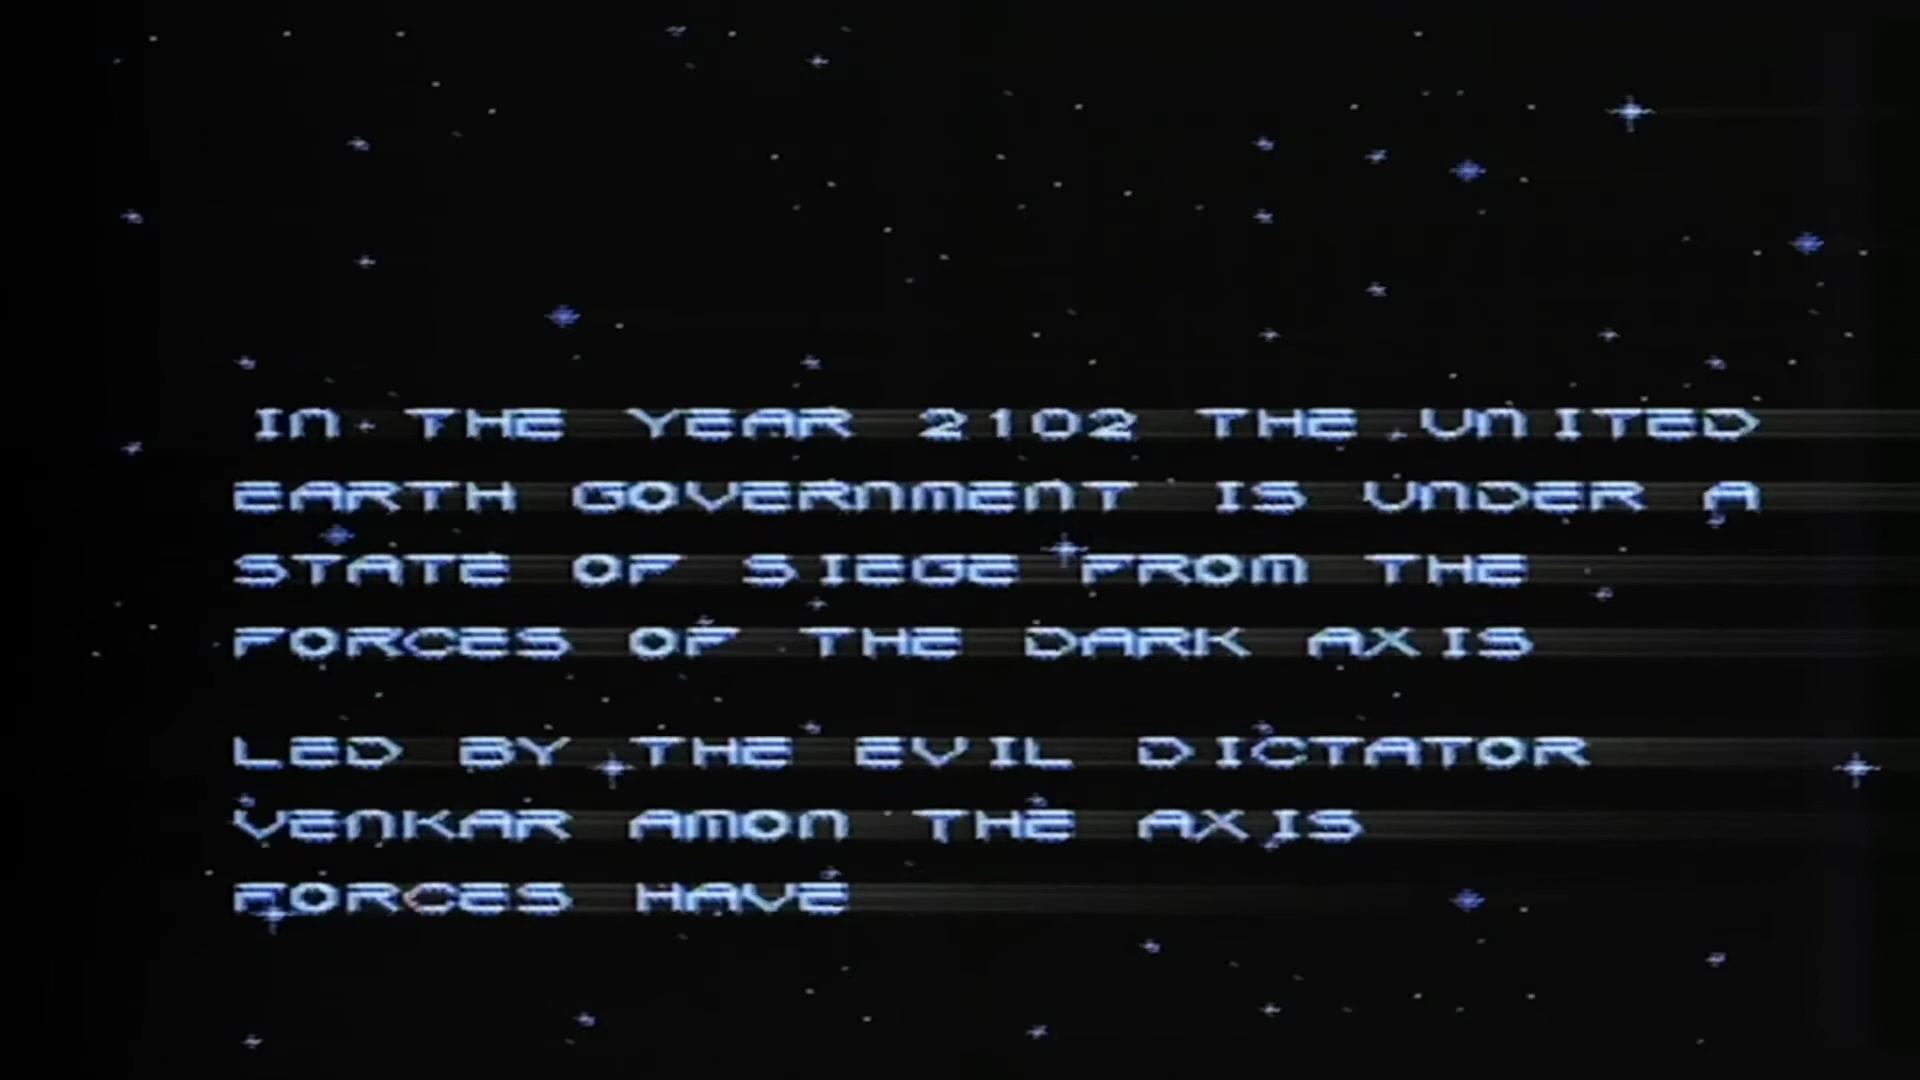 IN THE YEAR 2102 THE UNITED
EARTH GOVERNMENT IS UNDER A
STATE OF SIEGE FROM THE
FORCES OF THE DARK AXIS
LED BY THE EVIL DICTATOR
VENKAR AMON THE AXIS
FORCES HAVE